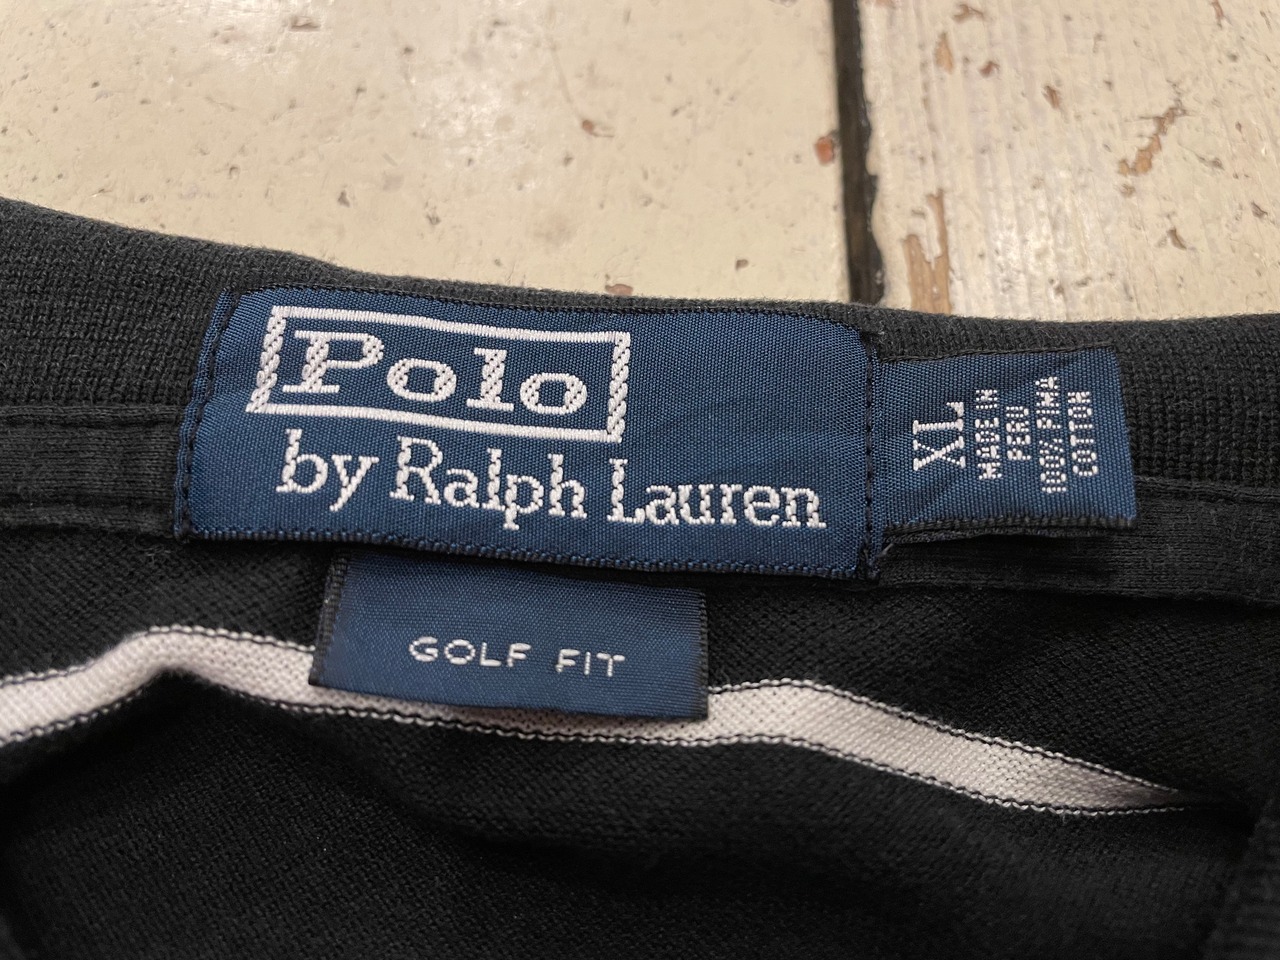 Polo
by Ralph Lauren
XL
MADE IN
PERU
100% PIMA
COTTON
GOLF FIT